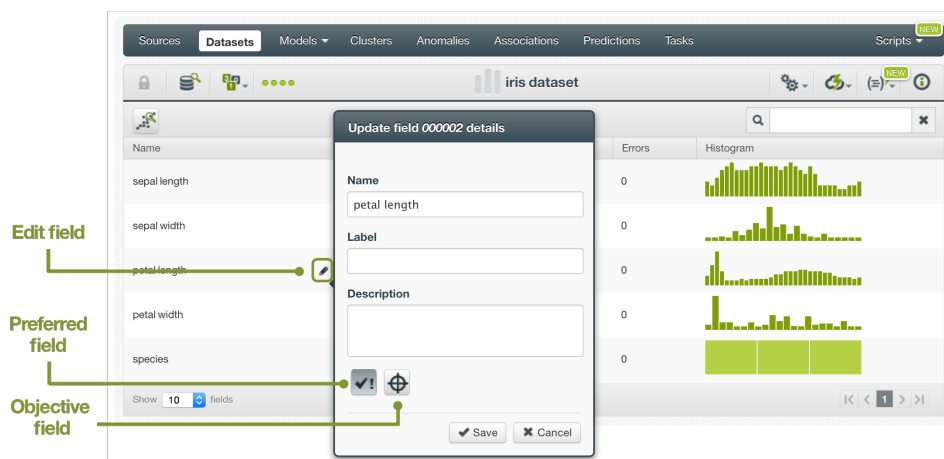 NEW
Sources Datasets Models Clusters Anomalies Associations Predictions Tasks Scripts
NEW
iris dataset
Update field 000002 details
Name Errors Histogram
sepal length 0
sepal width 0
petal length 0
petal width 0
species 0
Name
petal length
Label
Description
Save Cancel
Show 10 fields
1
Edit field
Preferred
field
Objective
field